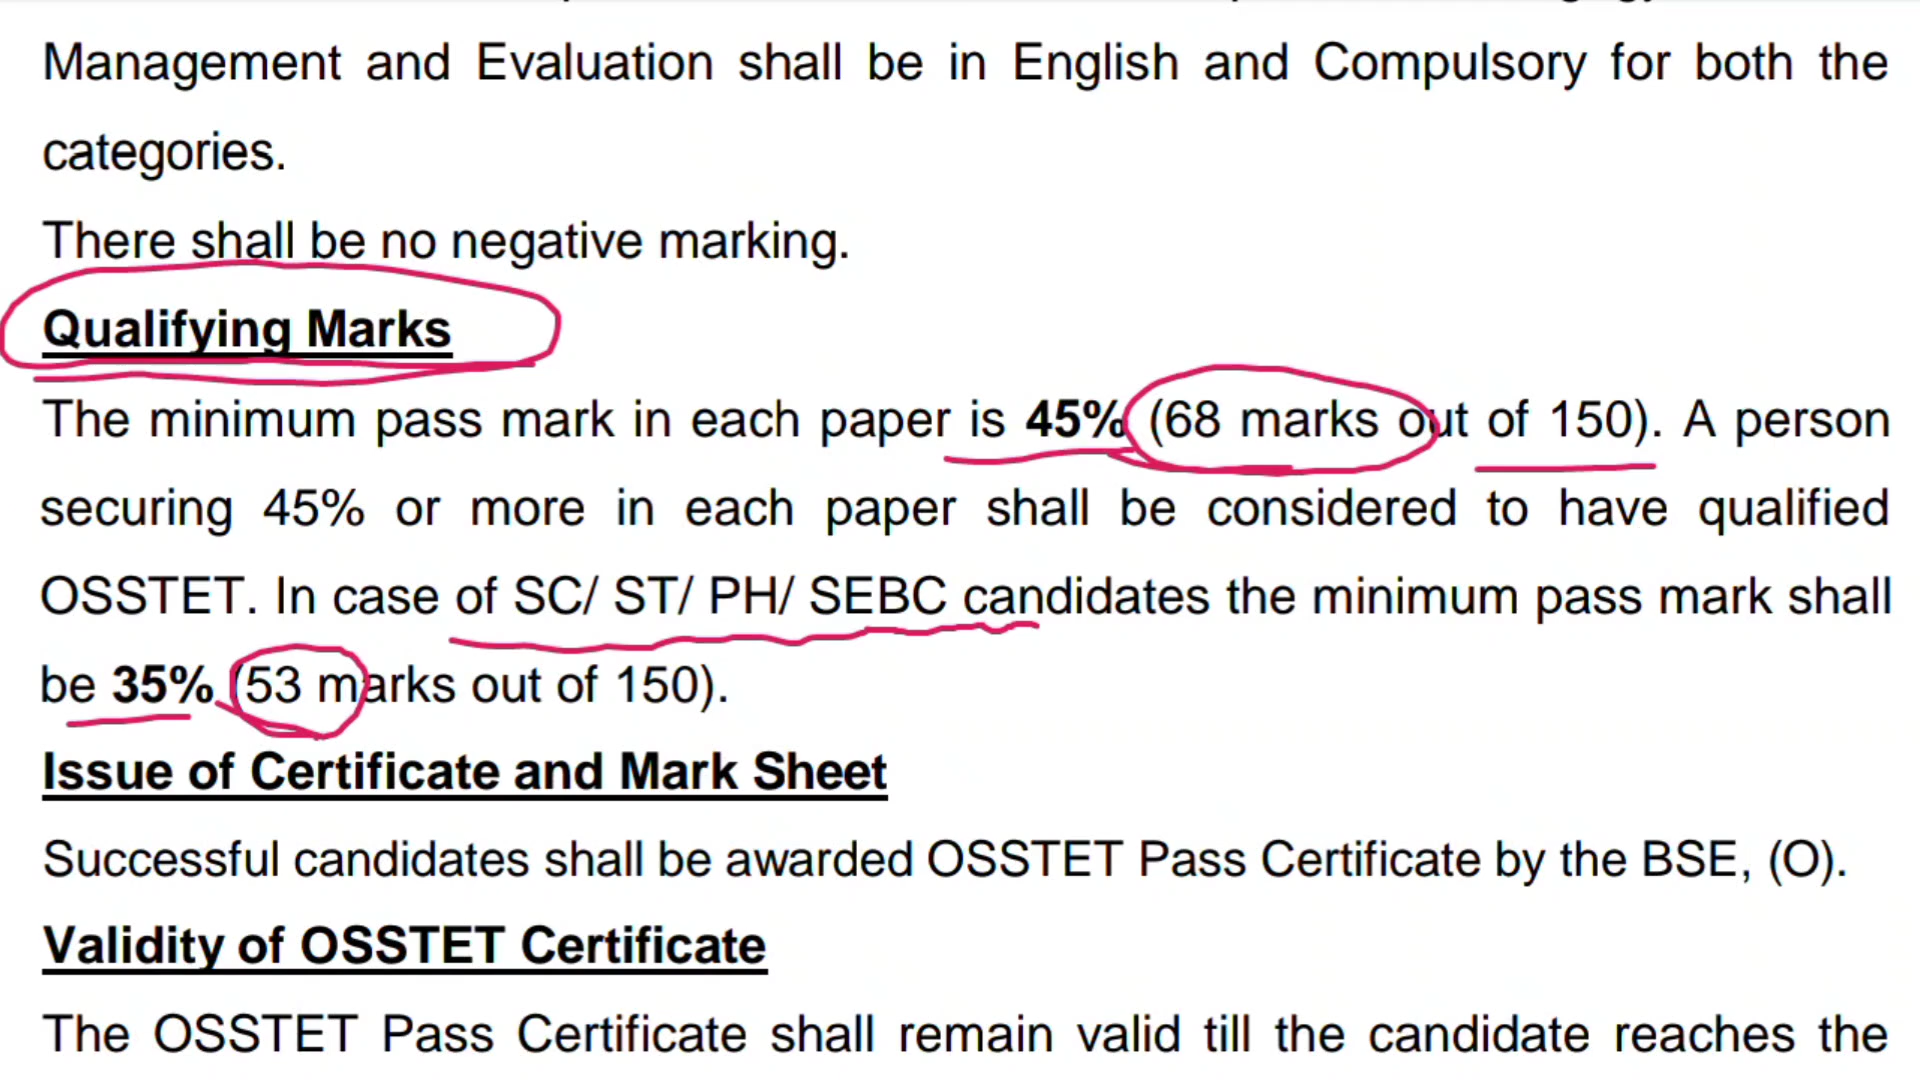 Management and Evaluation shall be in English and Compulsory for both the
categories.
There shall be no negative marking.
Qualifying Marks
The minimum pass mark in each paper is 45% (68 marks out of 150). A person
securing 45% or more in each paper shall be considered to have qualified
OSSTET. In case of SC/ ST/ PH/ SEBC candidates the minimum pass mark shall
be 35% (53 marks out of 150).
Issue of Certificate and Mark Sheet
Successful candidates shall be awarded OSSTET Pass Certificate by the BSE, (O).
Validity of OSSTET Certificate
The OSSTET Pass Certificate shall remain valid till the candidate reaches the